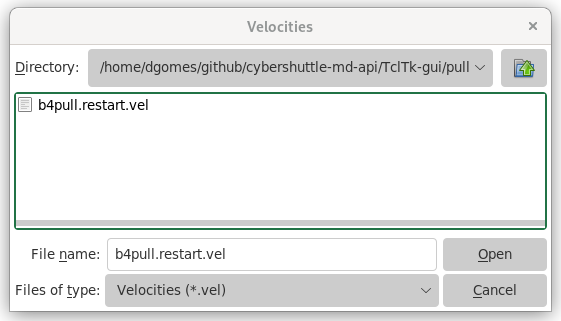 Velocities ×
Directory: /home/dgomes/github/cybershuttle-md-api/TclTk-gui/pull
b4pull.restart.vel
File name: b4pull.restart.vel Open
Files of type: Velocities (*.vel) Cancel